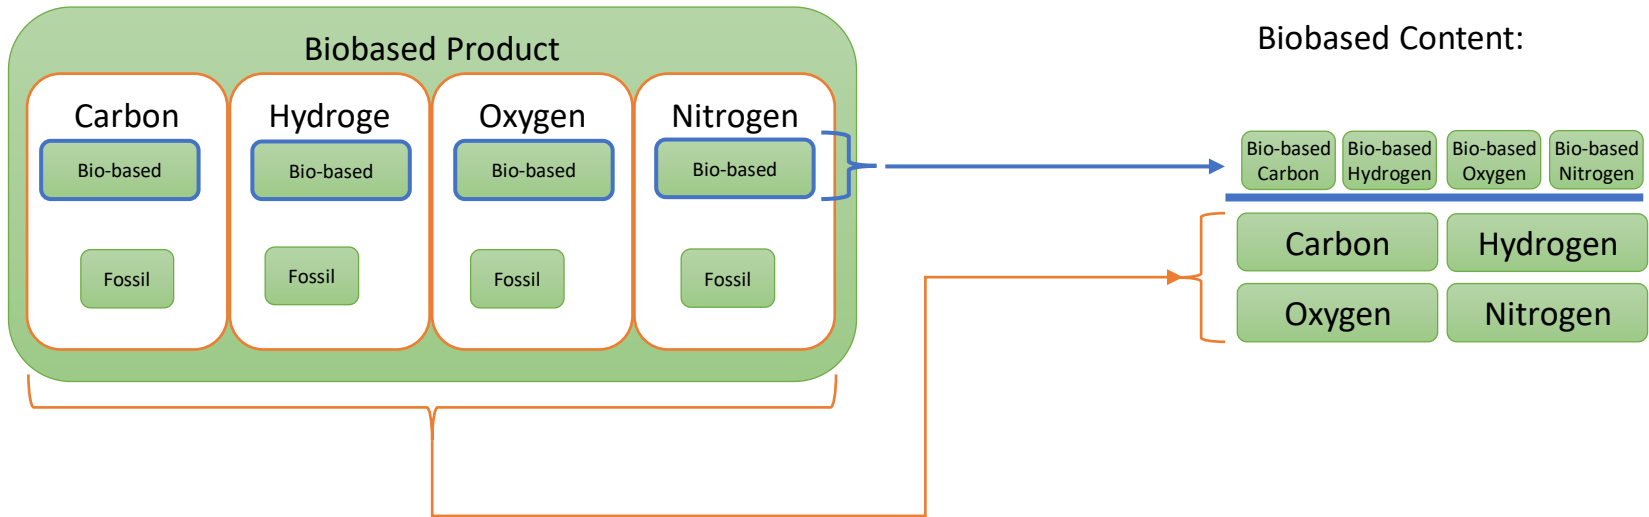 Biobased Product
Biobased Content:
Carbon
Hydroge
Oxygen
Nitrogen
Bio-based
Bio-based
Bio-based
Bio-based
Fossil
Fossil
Fossil
Fossil
Bio-based
Carbon
Bio-based
Hydrogen
Bio-based
Oxygen
Bio-based
Nitrogen
Carbon
Hydrogen
Oxygen
Nitrogen